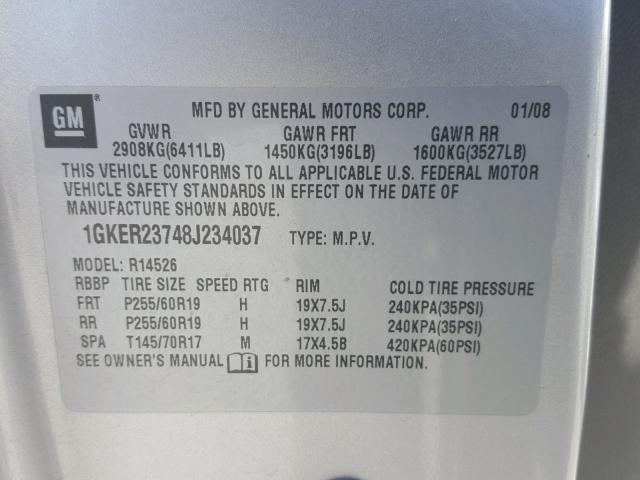 GM ®
MFD BY GENERAL MOTORS CORP. 01/08
GVWR GAWR FRT GAWR RR
2908KG(6411LB) 1450KG(3196LB) 1600KG(3527LB)
THIS VEHICLE CONFORMS TO ALL APPLICABLE U.S. FEDERAL MOTOR
VEHICLE SAFETY STANDARDS IN EFFECT ON THE DATE OF
MANUFACTURE SHOWN ABOVE.
1GKER23748J234037 TYPE: M.P.V.
MODEL: R14526
RBBP TIRE SIZE SPEED RTG RIM COLD TIRE PRESSURE
FRT P255/60R19 H 19X7.5J 240KPA(35PSI)
RR P255/60R19 H 19X7.5J 240KPA(35PSI)
SPA T145/70R17 M 17X4.5B 420KPA(60PSI)
SEE OWNER'S MANUAL i FOR MORE INFORMATION.